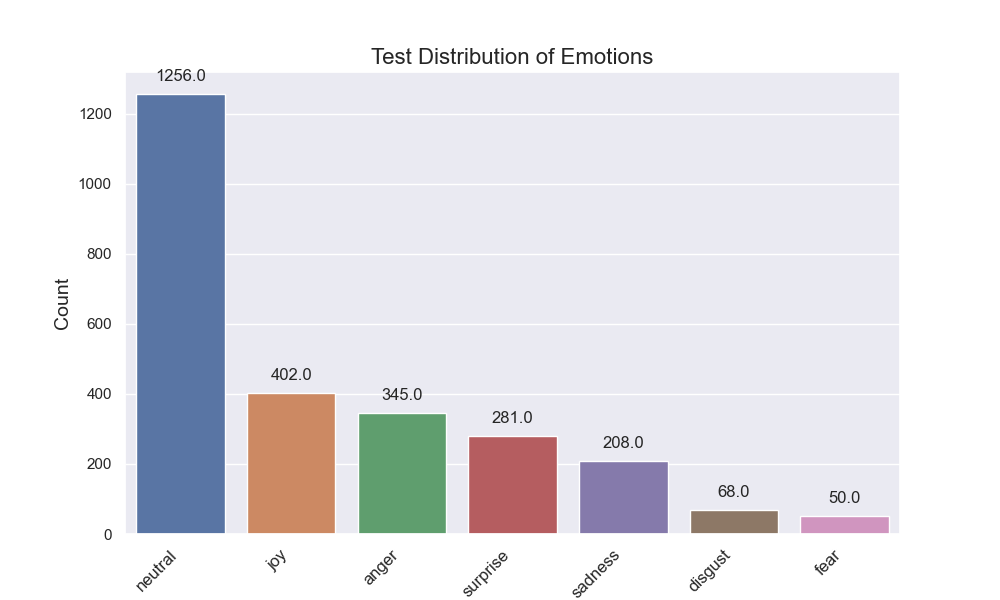 Test Distribution of Emotions
1256.0
402.0
345.0
281.0
208.0
68.0
50.0
Count
1200
1000
800
600
400
200
0
neutral
joy
anger
surprise
sadness
disgust
fear